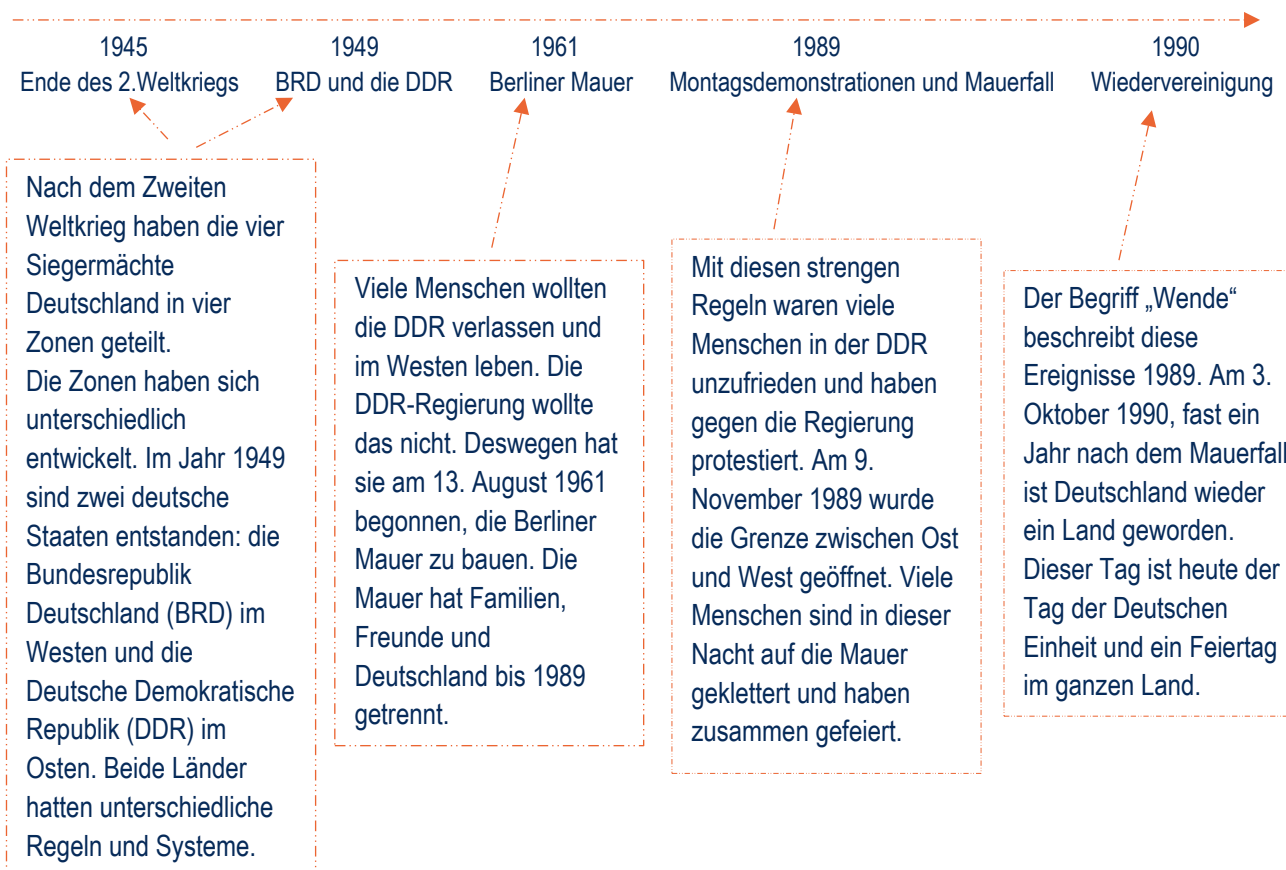 1945
Ende des 2.Weltkriegs
1949
BRD und die DDR
1961
Berliner Mauer
1989
Montagsdemonstrationen und Mauerfall
1990
Wiedervereinigung
Nach dem Zweiten
Weltkrieg haben die vier
Siegermächte
Deutschland in vier
Zonen geteilt.
Die Zonen haben sich
unterschiedlich
entwickelt. Im Jahr 1949
sind zwei deutsche
Staaten entstanden: die
Bundesrepublik
Deutschland (BRD) im
Westen und die
Deutsche Demokratische
Republik (DDR) im
Osten. Beide Länder
hatten unterschiedliche
Regeln und Systeme.
Viele Menschen wollten
die DDR verlassen und
im Westen leben. Die
DDR-Regierung wollte
das nicht. Deswegen hat
sie am 13. August 1961
begonnen, die Berliner
Mauer zu bauen. Die
Mauer hat Familien,
Freunde und
Deutschland bis 1989
getrennt.
Mit diesen strengen
Regeln waren viele
Menschen in der DDR
unzufrieden und haben
gegen die Regierung
protestiert. Am 9.
November 1989 wurde
die Grenze zwischen Ost
und West geöffnet. Viele
Menschen sind in dieser
Nacht auf die Mauer
geklettert und haben
zusammen gefeiert.
Der Begriff „Wende“
beschreibt diese
Ereignisse 1989. Am 3.
Oktober 1990, fast ein
Jahr nach dem Mauerfall
ist Deutschland wieder
ein Land geworden.
Dieser Tag ist heute der
Tag der Deutschen
Einheit und ein Feiertag
im ganzen Land.